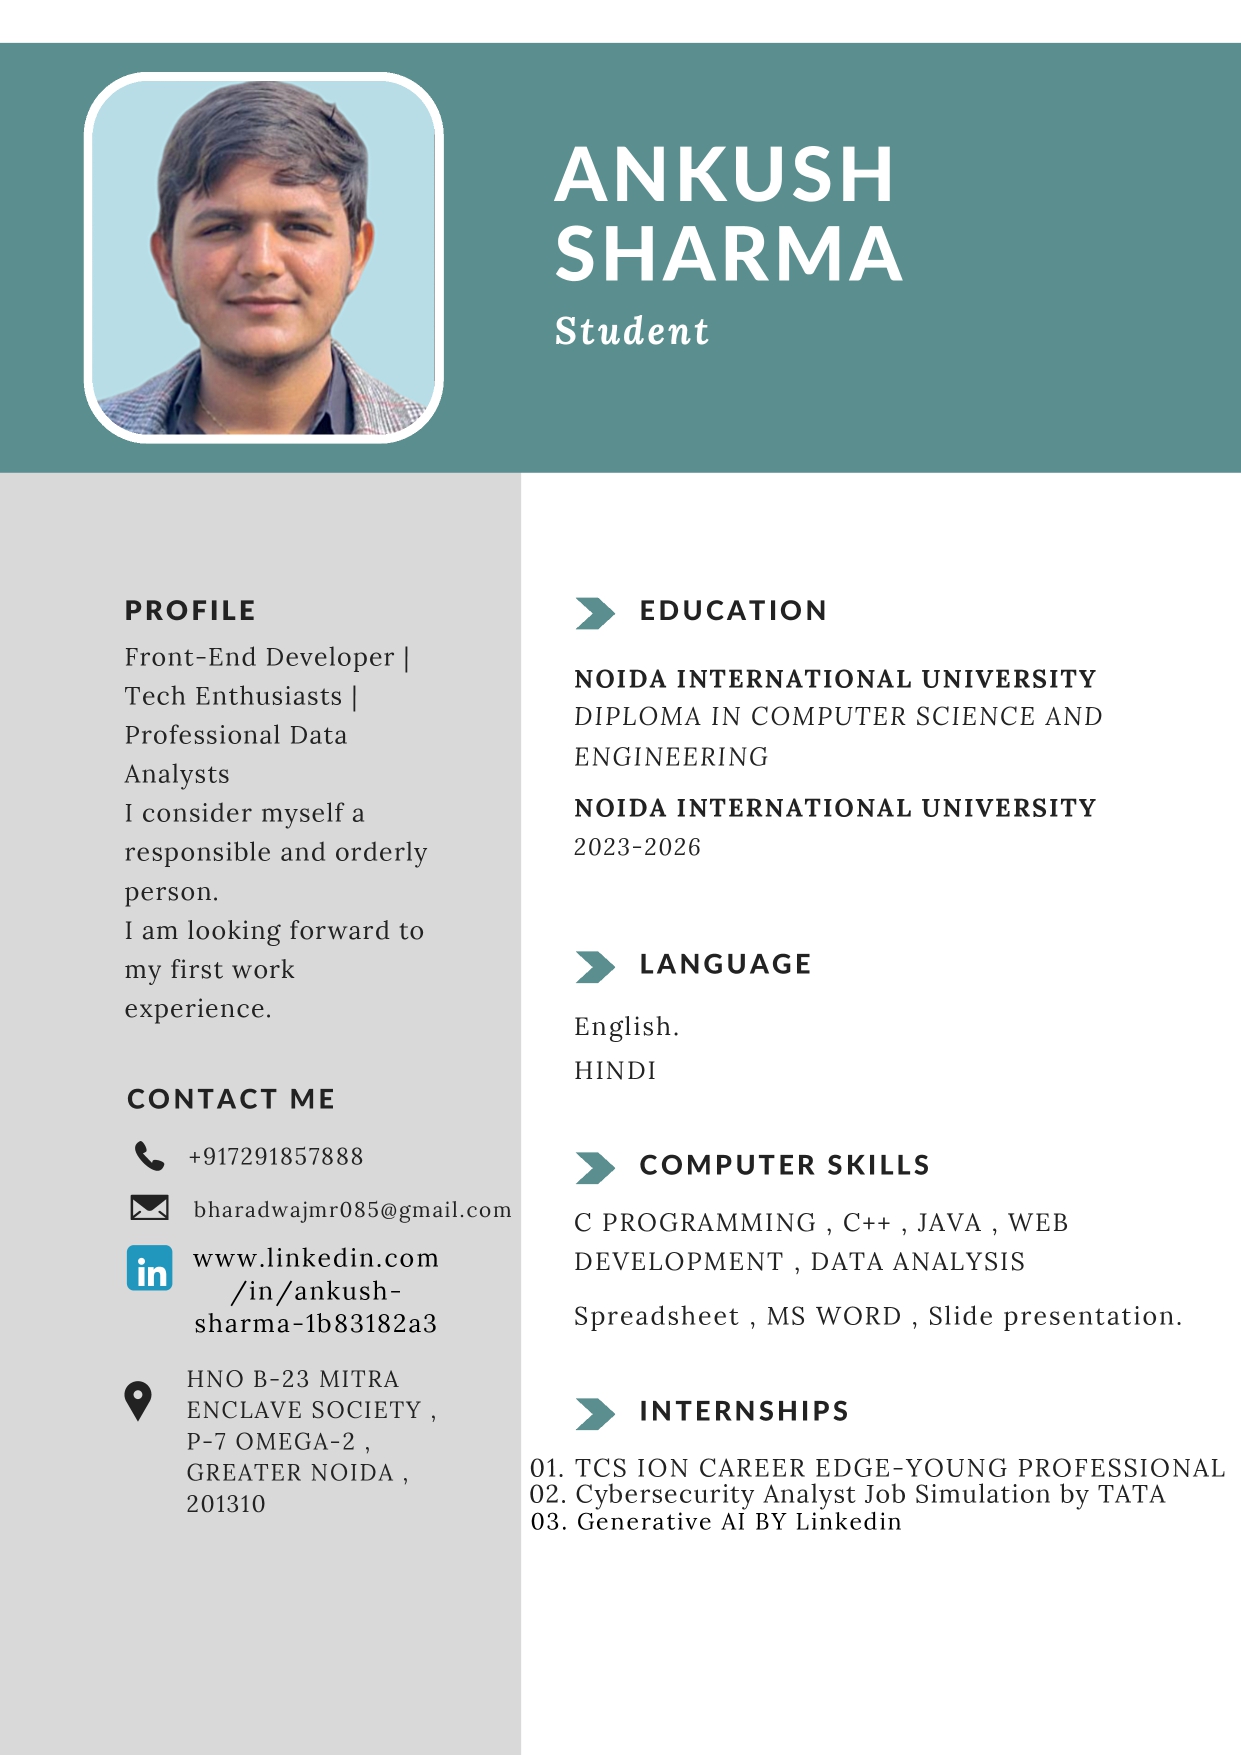 ANKUSH
SHARMA
Student
PROFILE
Front-End Developer |
Tech Enthusiasts |
Professional Data
Analysts
I consider myself a
responsible and orderly
person.
I am looking forward to
my first work
experience.
CONTACT ME
+917291857888
bharadwajmr085@gmail.com
in
www.linkedin.com
/in/ankush-
sharma-1b83182a3
HNO B-23 MITRA
ENCLAVE SOCIETY ,
P-7 OMEGA-2 ,
GREATER NOIDA ,
201310
EDUCATION
NOIDA INTERNATIONAL UNIVERSITY
DIPLOMA IN COMPUTER SCIENCE AND
ENGINEERING
NOIDA INTERNATIONAL UNIVERSITY
2023-2026
LANGUAGE
English.
HINDI
COMPUTER SKILLS
C PROGRAMMING , C++ , JAVA , WEB
DEVELOPMENT , DATA ANALYSIS
Spreadsheet , MS WORD , Slide presentation.
INTERNSHIPS
01. TCS ION CAREER EDGE-YOUNG PROFESSIONAL
02. Cybersecurity Analyst Job Simulation by TATA
03. Generative AI BY Linkedin